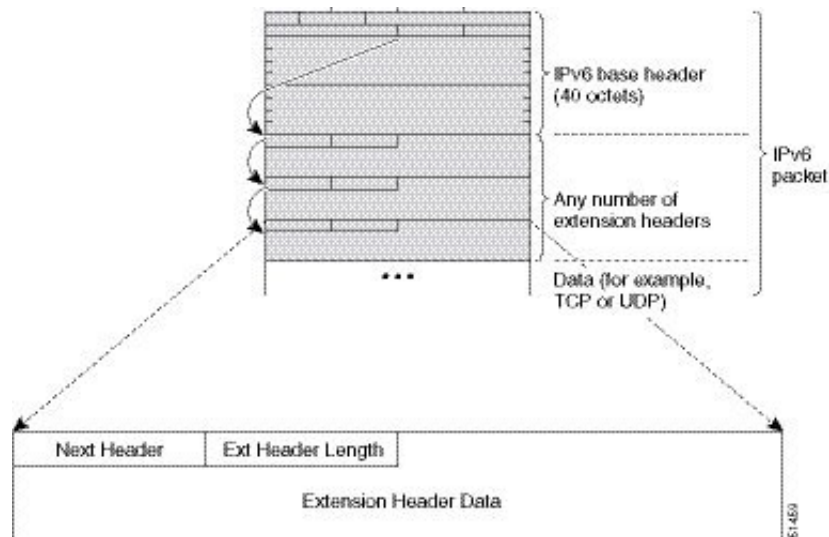 IPv6 base header
(40 octets)
IPv6
packet
Any number of
extension headers
Data (for example,
TCP or UDP)
Next Header
Ext Header Length
Extension Header Data
51459